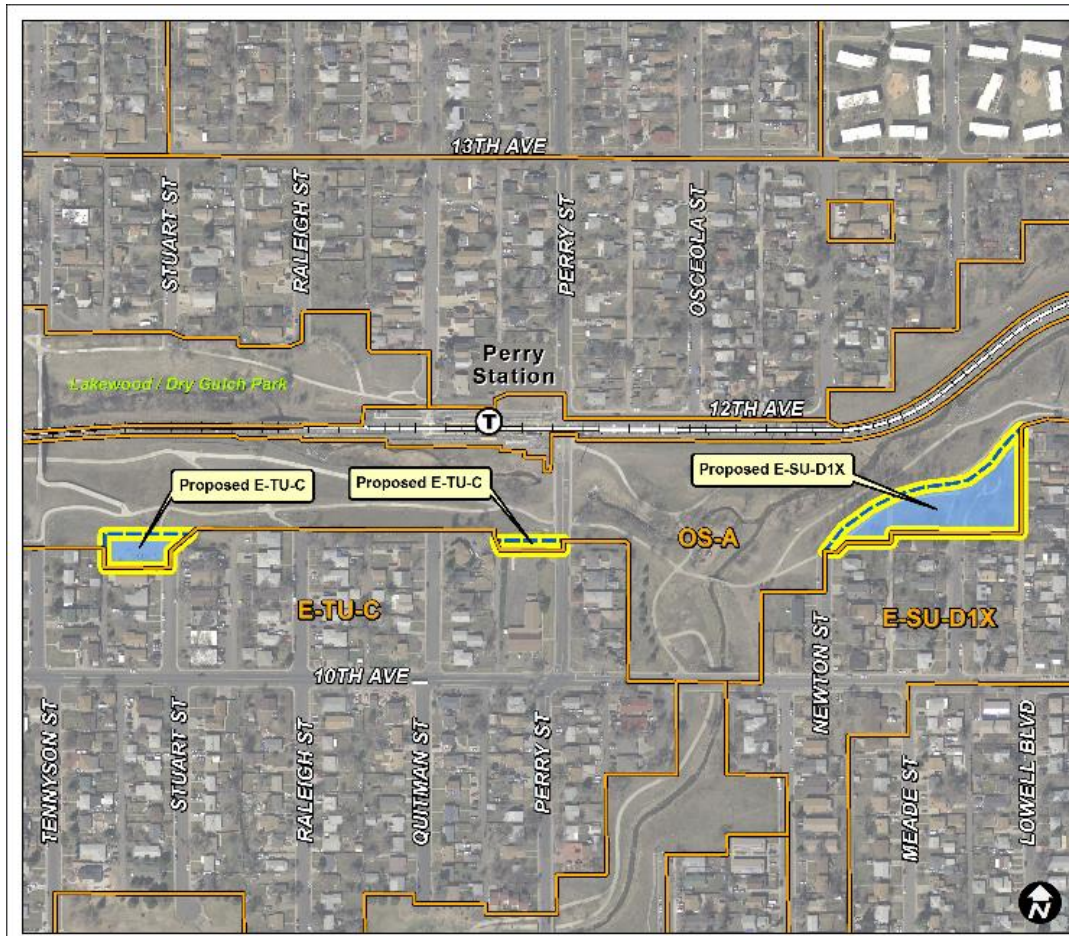 13TH AVE
STUART ST
RALEIGH ST
PERRY ST
OSCEOLA ST
Perry
Station
Lakewood / Dry Gulch Park
12TH AVE
T
Proposed E-TU-C
Proposed E-TU-C
Proposed E-SU-D1X
OS-A
E-TU-C
E-SU-D1X
10TH AVE
NEWTON ST
TENNYSON ST
STUART ST
RALEIGH ST
QUITMAN ST
PERRY ST
MEADE ST
LOWELL BLVD
N